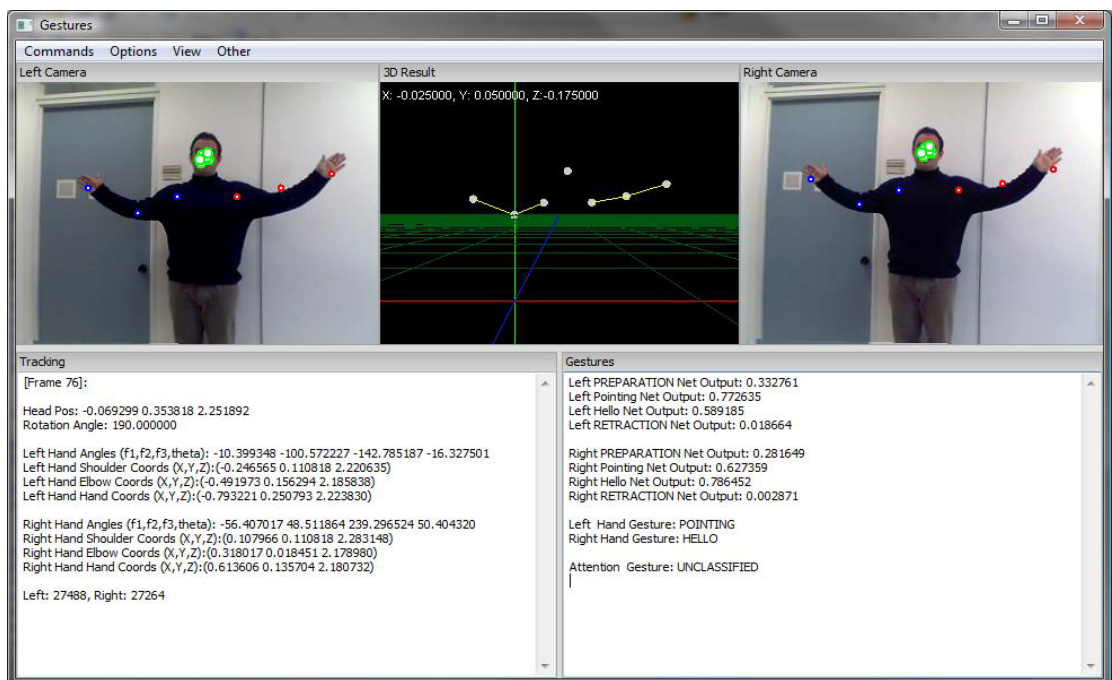 Gestures
Commands Options View Other
Left Camera
3D Result
Right Camera
X: -0.025000, Y: 0.050000, Z:-0.175000
Tracking
[Frame 76]:
Head Pos: -0.069299 0.353818 2.251892
Rotation Angle: 190.000000
Left Hand Angles (f1,f2,f3,theta): -10.399348 -100.572227 -142.785187 -16.327501
Left Hand Shoulder Coords (X,Y,Z):(-0.246565 0.110818 2.220635)
Left Hand Elbow Coords (X,Y,Z):(-0.491973 0.156294 2.185838)
Left Hand Hand Coords (X,Y,Z):(-0.793221 0.250793 2.223830)
Right Hand Angles (f1,f2,f3,theta): -56.407017 48.511864 239.296524 50.404320
Right Hand Shoulder Coords (X,Y,Z):(0.107966 0.110818 2.283148)
Right Hand Elbow Coords (X,Y,Z):(0.318017 0.018451 2.178980)
Right Hand Hand Coords (X,Y,Z):(0.613606 0.135704 2.180732)
Left: 27488, Right: 27264
Gestures
Left PREPARATION Net Output: 0.332761
Left Pointing Net Output: 0.772635
Left Hello Net Output: 0.589185
Left RETRACTION Net Output: 0.018664
Right PREPARATION Net Output: 0.281649
Right Pointing Net Output: 0.627359
Right Hello Net Output: 0.786452
Right RETRACTION Net Output: 0.002871
Left Hand Gesture: POINTING
Right Hand Gesture: HELLO
Attention Gesture: UNCLASSIFIED